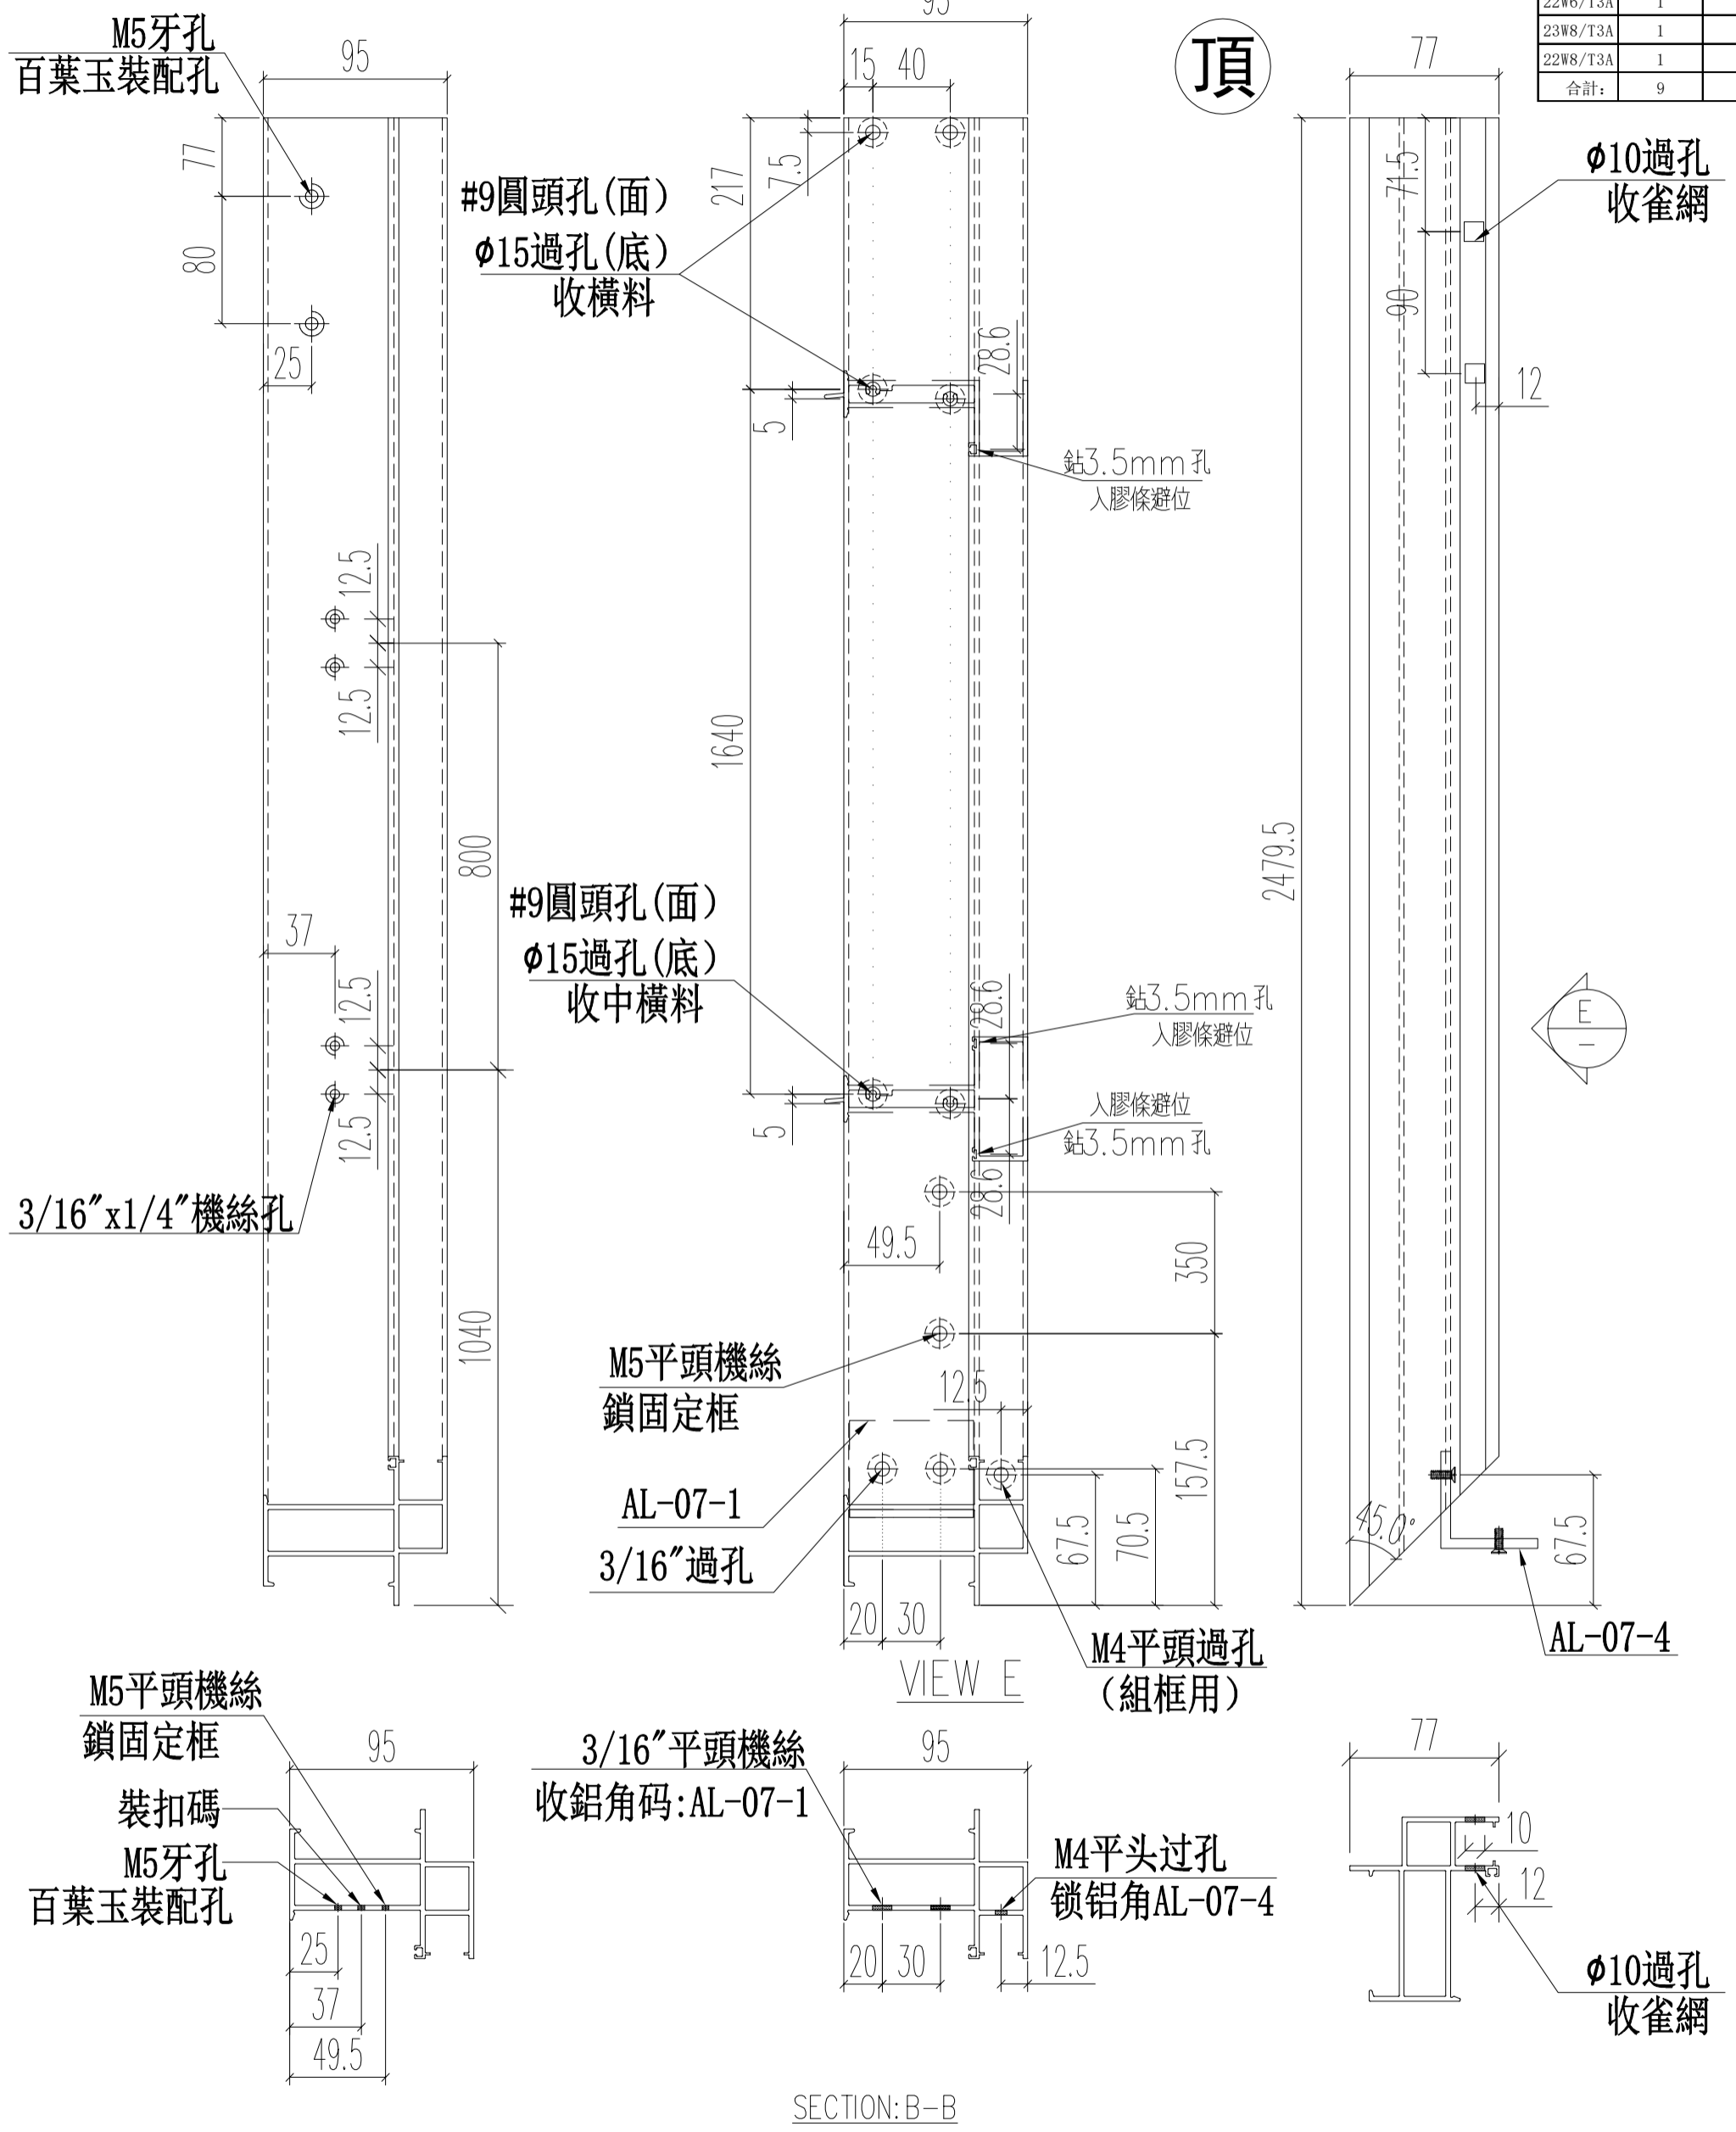 M5牙孔
百葉玉裝配孔
95
77
80
25
12.5
12.5
800
37
12.5
12.5
3/16"x1/4"機絲孔
1040
95
15
40
7.5
217
#9圓頭孔(面)
ϕ15過孔(底)
收橫料
28.6
5
鉆3.5mm孔
入膠條避位
1640
#9圓頭孔(面)
ϕ15過孔(底)
收中橫料
28.6
鉆3.5mm孔
入膠條避位
入膠條避位
鉆3.5mm孔
28.6
5
49.5
350
M5平頭機絲
鎖固定框
12.5
157.5
AL-07-1
3/16"過孔
67.5
70.5
20
30
M4平頭過孔
(組框用)
VIEW E
頂
22W6/T3A 1
23W8/T3A 1
22W8/T3A 1
合計: 9
77
71.5
ϕ10過孔
收雀網
90
12
2479.5
E
45.0°
67.5
AL-07-4
M5平頭機絲
鎖固定框
裝扣碼
M5牙孔
百葉玉裝配孔
95
25
37
49.5
3/16"平頭機絲
收鋁角码:AL-07-1
95
M4平头过孔
锁铝角AL-07-4
20
30
12.5
77
10
12
ϕ10過孔
收雀網
SECTION:B-B